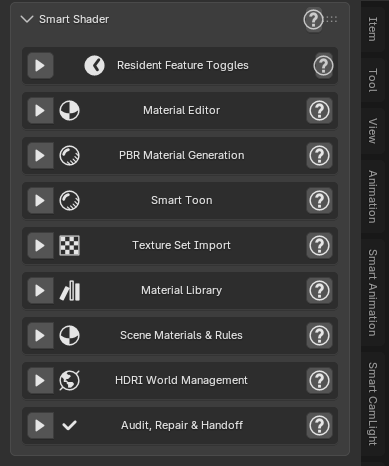 Smart Shader
Resident Feature Toggles
Material Editor
PBR Material Generation
Smart Toon
Texture Set Import
Material Library
Scene Materials & Rules
HDRI World Management
Audit, Repair & Handoff
Item
Tool
View
Animation
Smart Animation
Smart CamLight